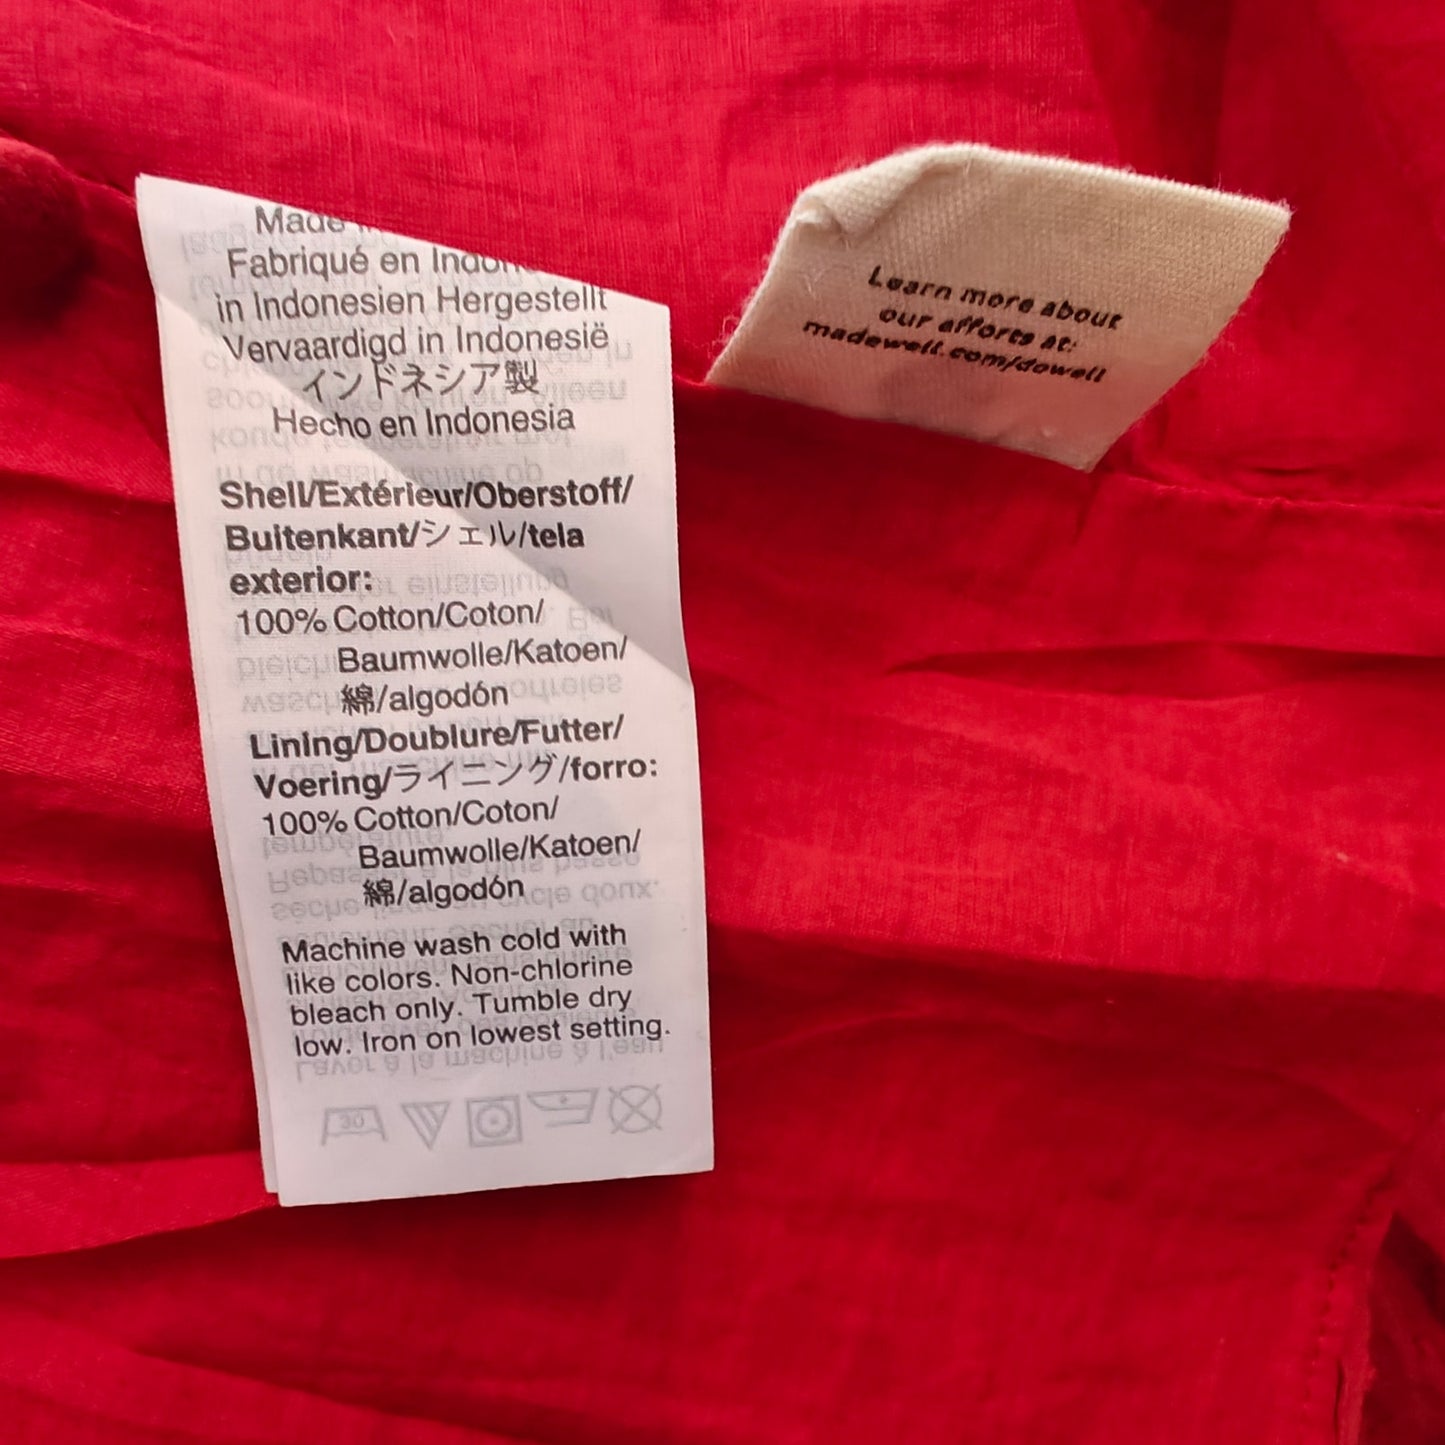 Made
Fabriqué en
in Indonesien Hergestellt
Vervaardigd in Indonesië
インドネシア製
Hecho en Indonesia
Shell/Extérieur/Oberstoff/
Buitenkant/シェル/tela
exterior:
100% Cotton/Coton/
Baumwolle/Katoen/
綿/algodón
Lining/Doublure/Futter/
Voering/ライニング/forro:
100% Cotton/Coton/
Baumwolle/Katoen/
綿/algodón
Machine wash cold with
like colors. Non-chlorine
bleach only. Tumble dry
low. Iron on lowest setting.
30
Learn more about
our efforts at:
madewell.com/dowell